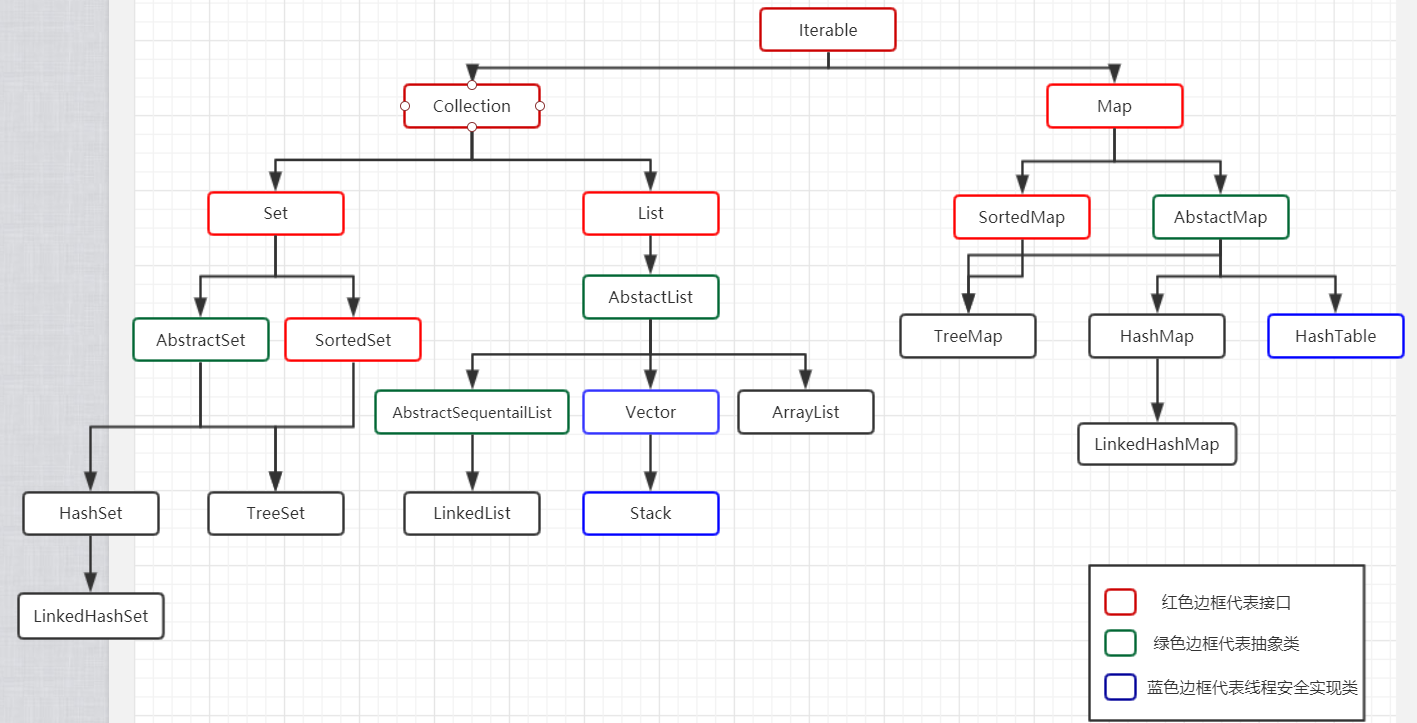 Iterable
Collection
Map
Set
List
SortedMap
AbstactMap
AbstactList
AbstractSet
SortedSet
TreeMap
HashMap
HashTable
AbstractSequentailList
Vector
ArrayList
LinkedHashMap
HashSet
TreeSet
LinkedList
Stack
LinkedHashSet
红色边框代表接口
绿色边框代表抽象类
蓝色边框代表线程安全实现类